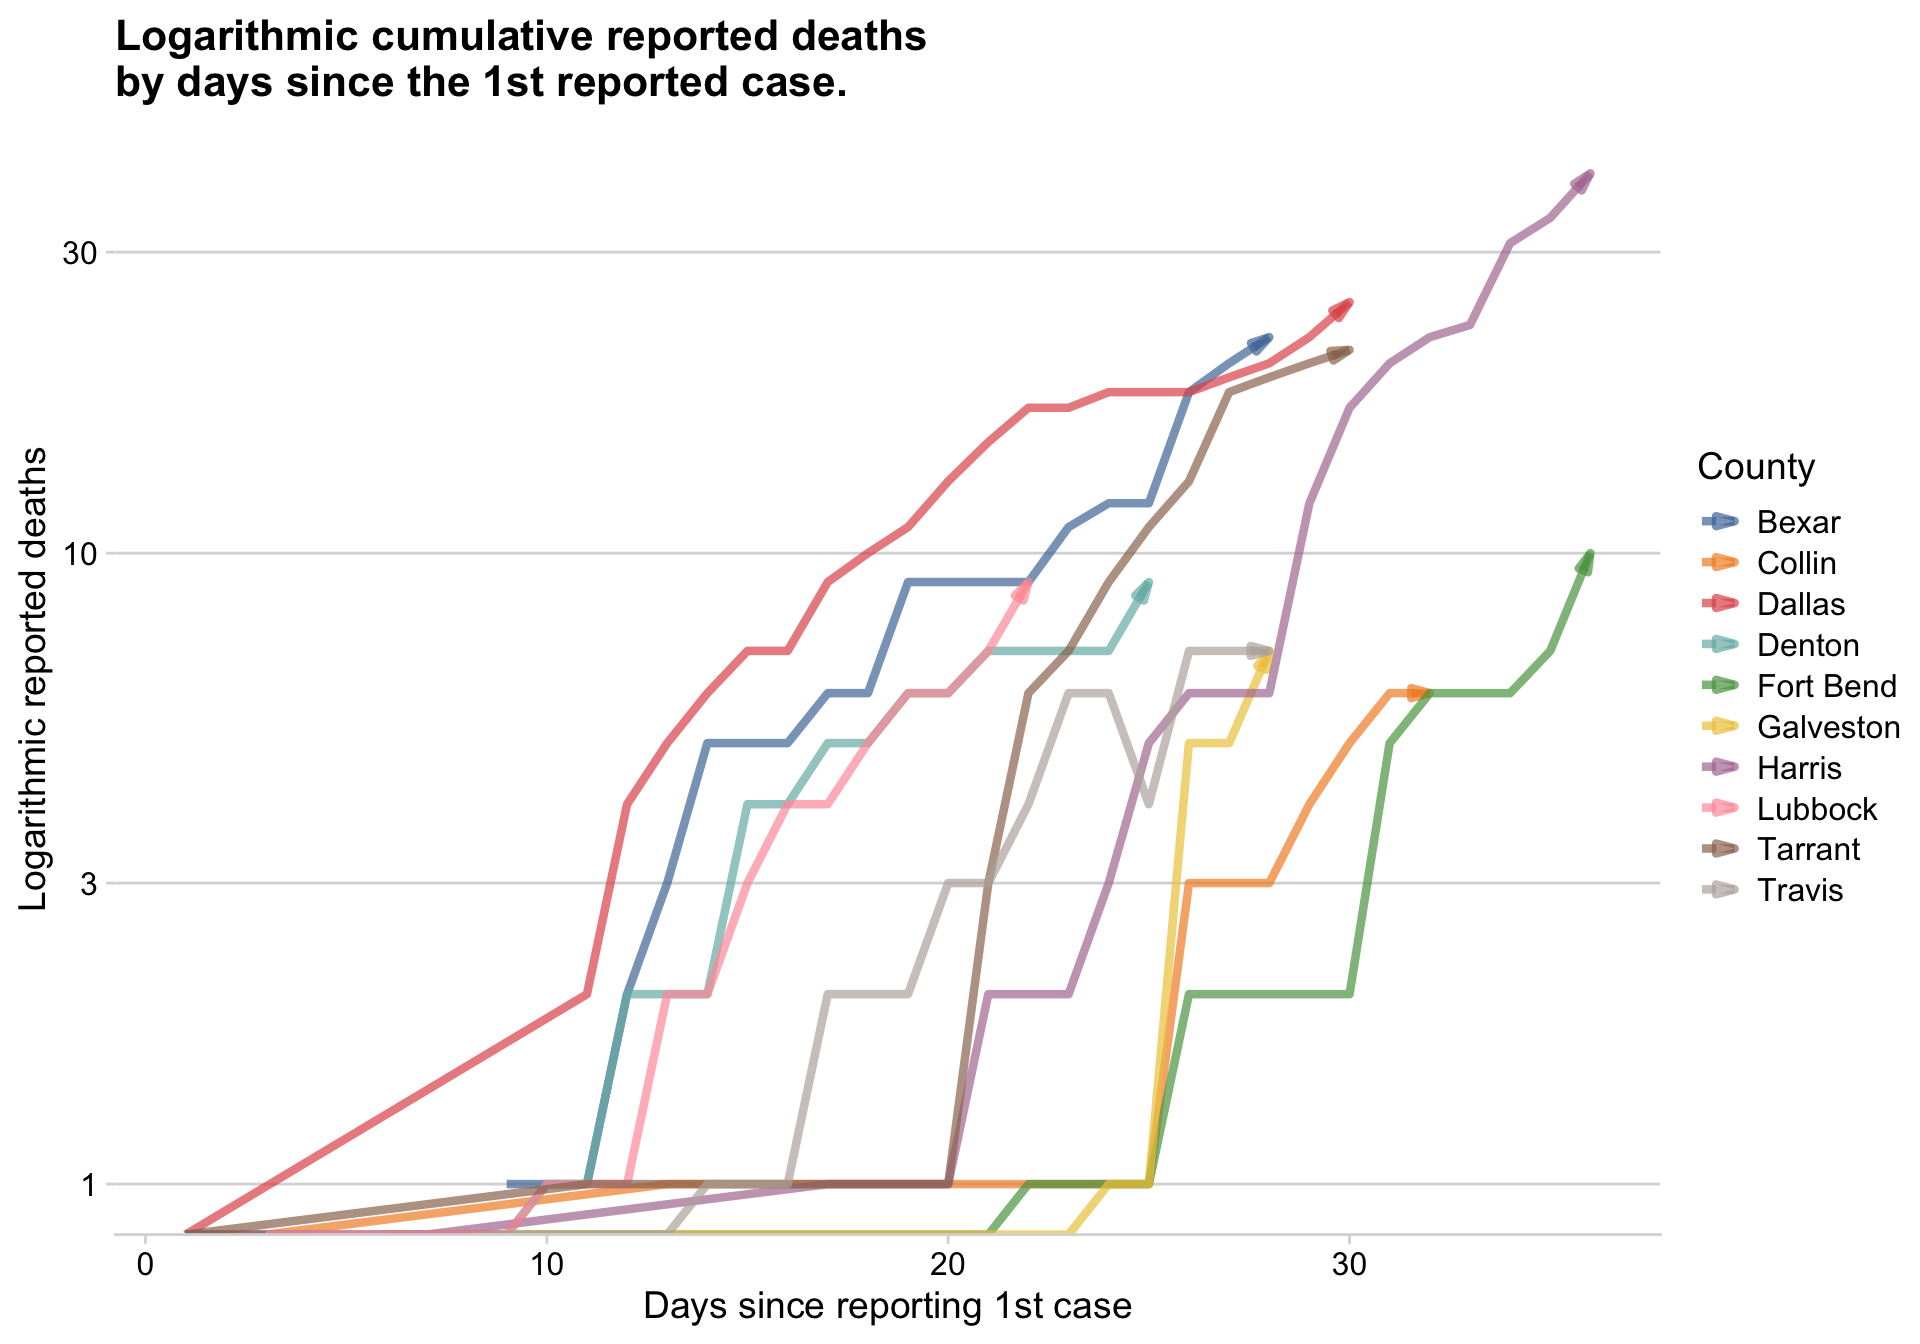 Logarithmic cumulative reported deaths
by days since the 1st reported case.
Logarithmic reported deaths
30
10
3
1
0
10
20
30
Days since reporting 1st case
County
Bexar
Collin
Dallas
Denton
Fort Bend
Galveston
Harris
Lubbock
Tarrant
Travis